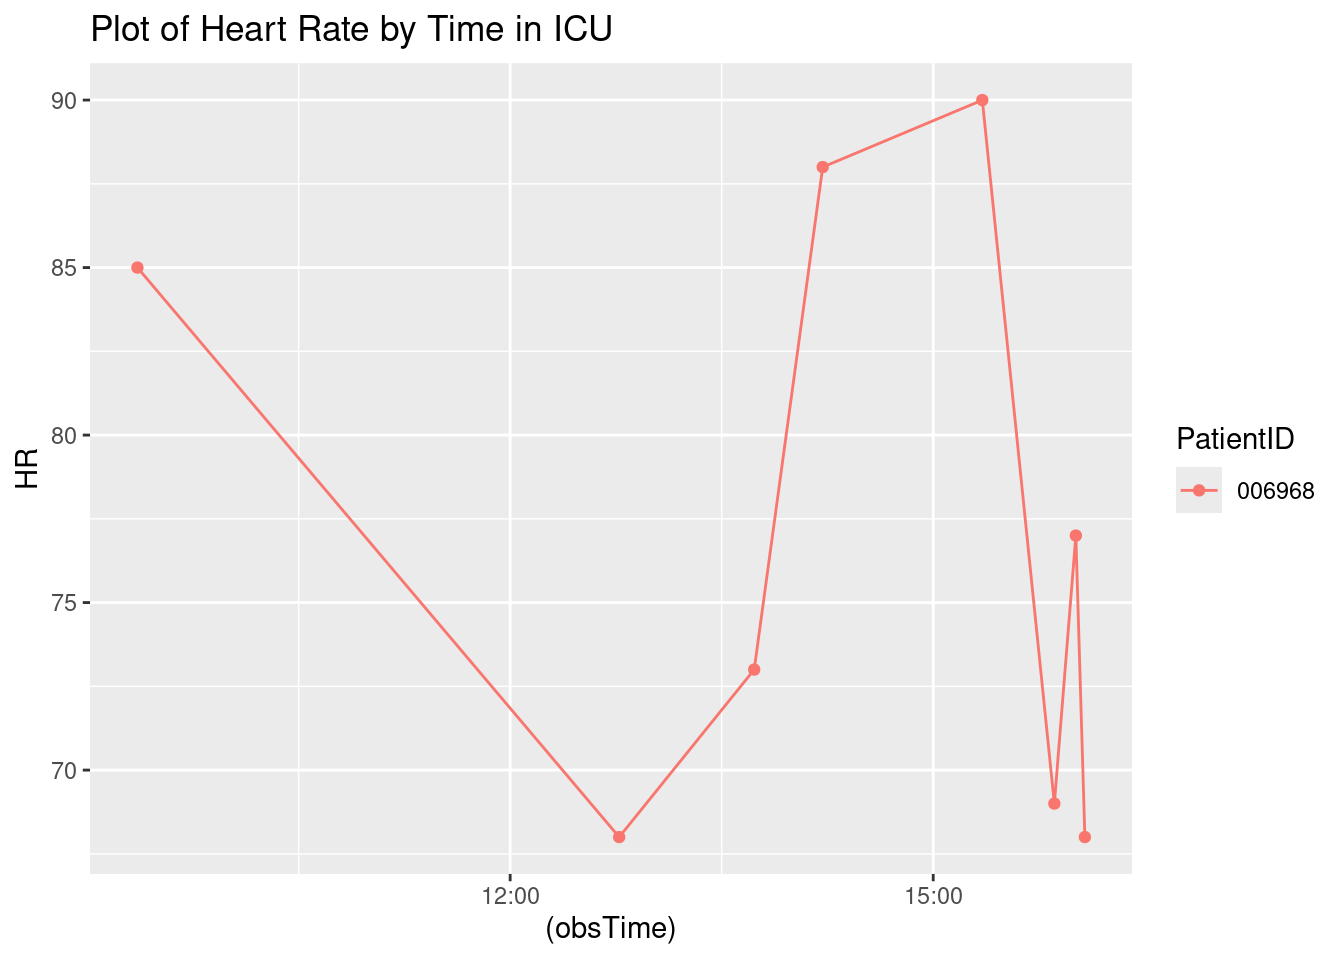 Plot of Heart Rate by Time in ICU
90
85
80
75
70
HR
12:00
15:00
(obsTime)
PatientID
006968